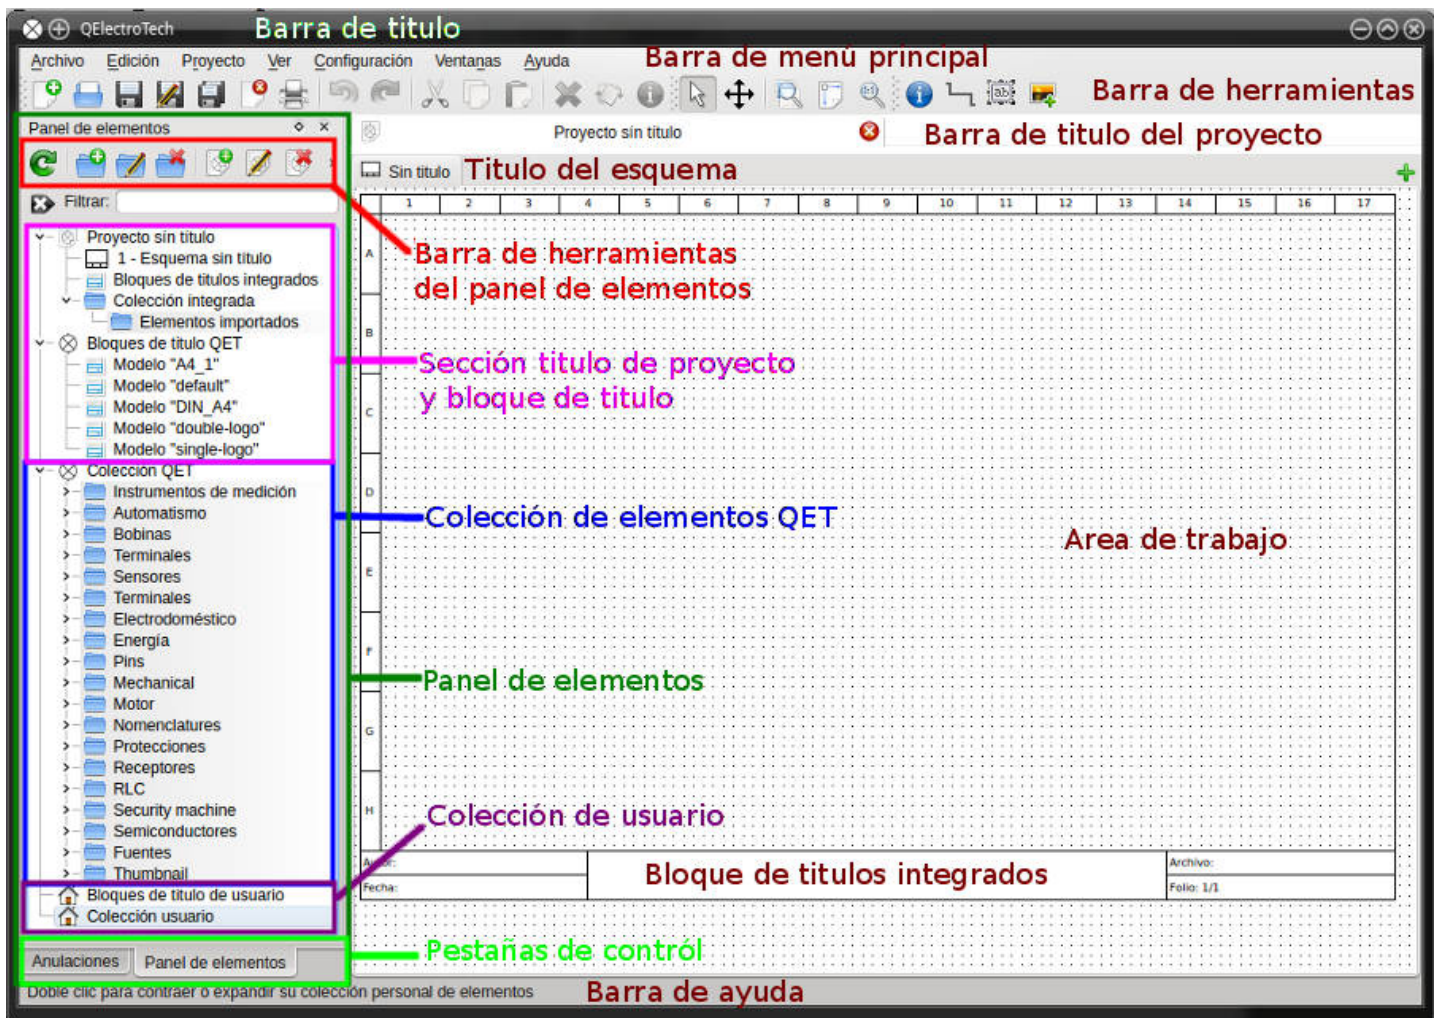 QElectroTech
Barra de titulo
Archivo Edición Proyecto Ver Configuración Ventanas Ayuda
Barra de menú principal
Barra de herramientas
Panel de elementos
Proyecto sin título
Barra de titulo del proyecto
Sin titulo
Titulo del esquema
Filtrar:
1 2 3 4 5 6 7 8 9 10 11 12 13 14 15 16 17
A
B
C
D
E
F
G
H
Proyecto sin título
1 - Esquema sin título
Bloques de titulos integrados
Colección integrada
Elementos importados
Bloques de título QET
Modelo "A4_1"
Modelo "default"
Modelo "DIN_A4"
Modelo "double-logo"
Modelo "single-logo"
Colección QET
Instrumentos de medición
Automatismo
Bobinas
Terminales
Sensores
Terminales
Electrodoméstico
Energía
Pins
Mechanical
Motor
Nomenclatures
Protecciones
Receptores
RLC
Security machine
Semiconductores
Fuentes
Thumbnail
Bloques de titulo de usuario
Colección usuario
Barra de herramientas
del panel de elementos
Sección titulo de proyecto
y bloque de titulo
Colección de elementos QET
Area de trabajo
Panel de elementos
Colección de usuario
Autor:
Fecha:
Bloque de titulos integrados
Archivo:
Folio: 1/1
Pestañas de contról
Anulaciones
Panel de elementos
Doble clic para contraer o expandir su colección personal de elementos
Barra de ayuda